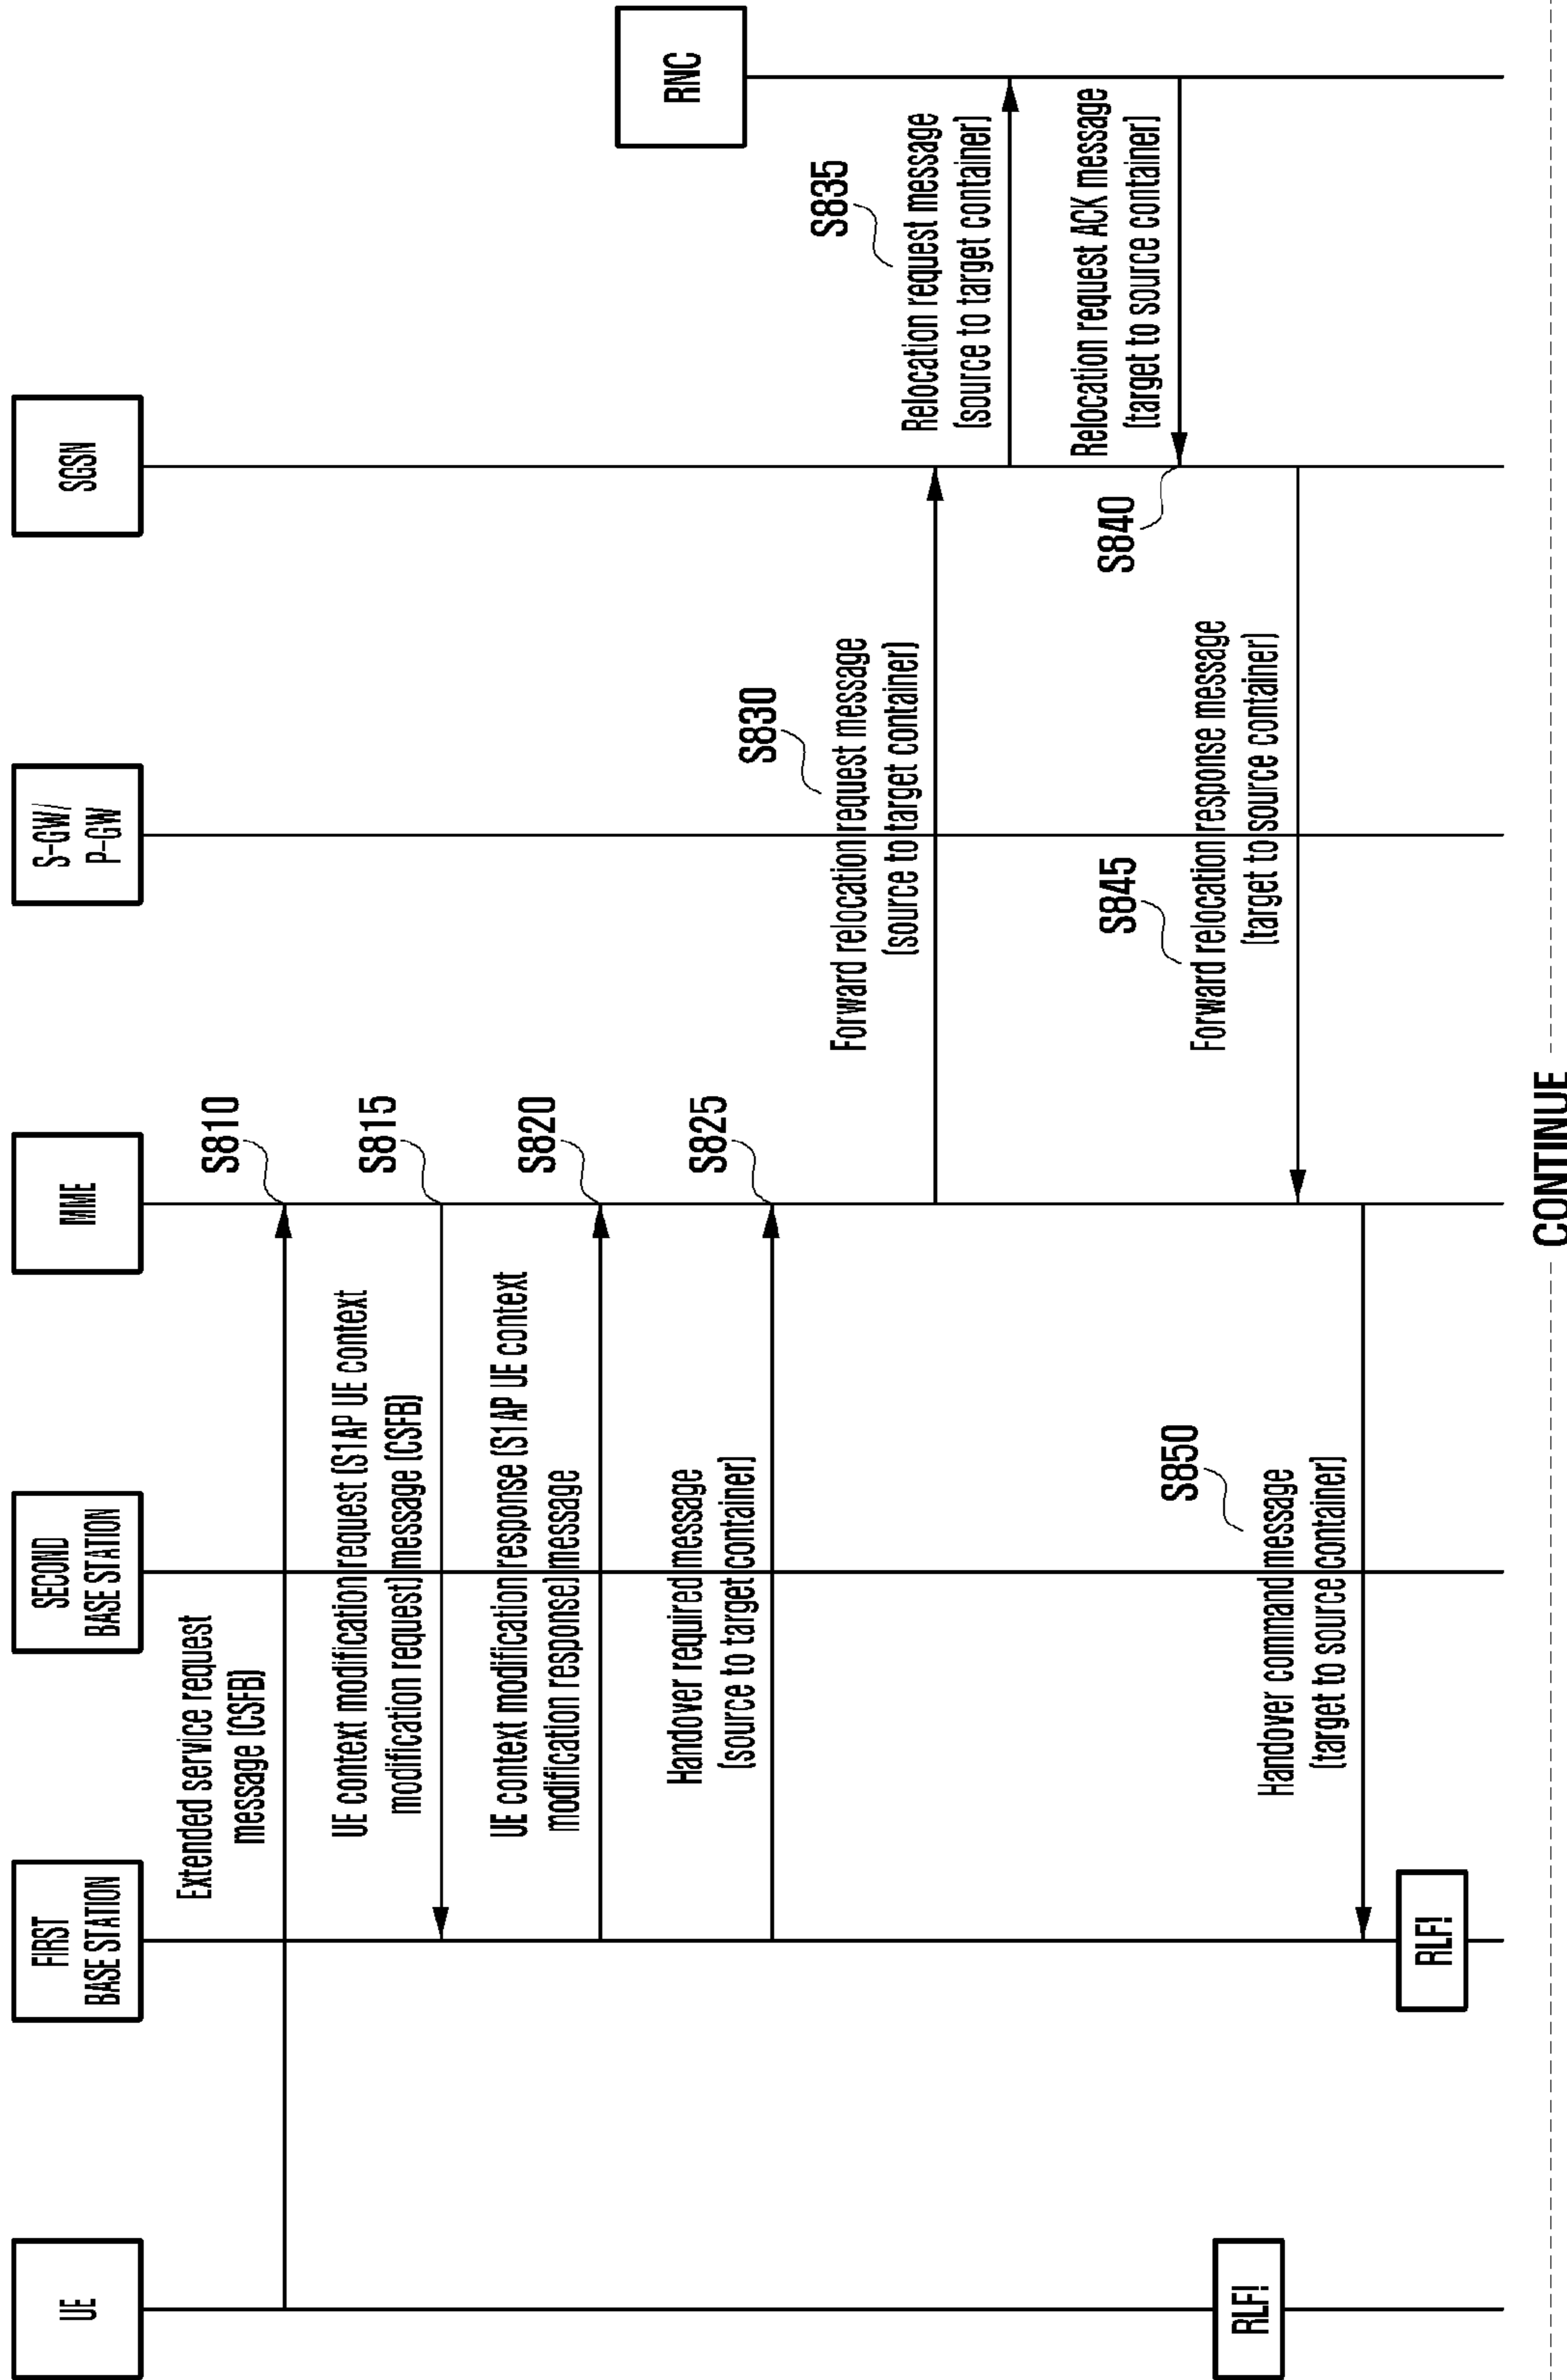 UE
FIRST
BASE STATION
SECOND
BASE STATION
MME
S-GW/
P-GW
SGSN
RNC
Extended service request
message (CSFB)
S810
UE context modification request (S1AP UE context
modification request) message (CSFB)
S815
UE context modification response (S1AP UE context
modification response) message
S820
Handover required message
(source to target container)
S825
S830
Forward relocation request message
(source to target container)
S835
Relocation request message
(source to target container)
Relocation request ACK message
(target to source container)
S840
S845
Forward relocation response message
(target to source container)
RLF!
S850
Handover command message
(target to source container)
RLF!
CONTINUE